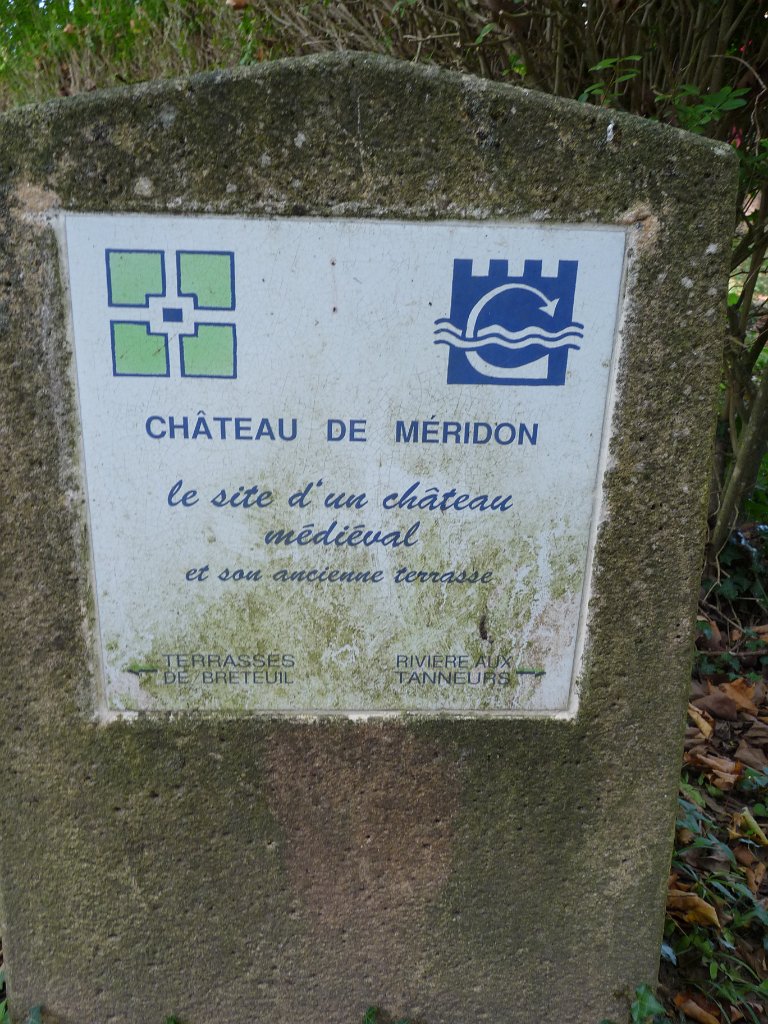 CHÂTEAU DE MÉRIDON
le site d'un château
médiéval
et son ancienne terrasse
TERRASSES
DE BRETEUIL
RIVIÈRE AUX
TANNEURS